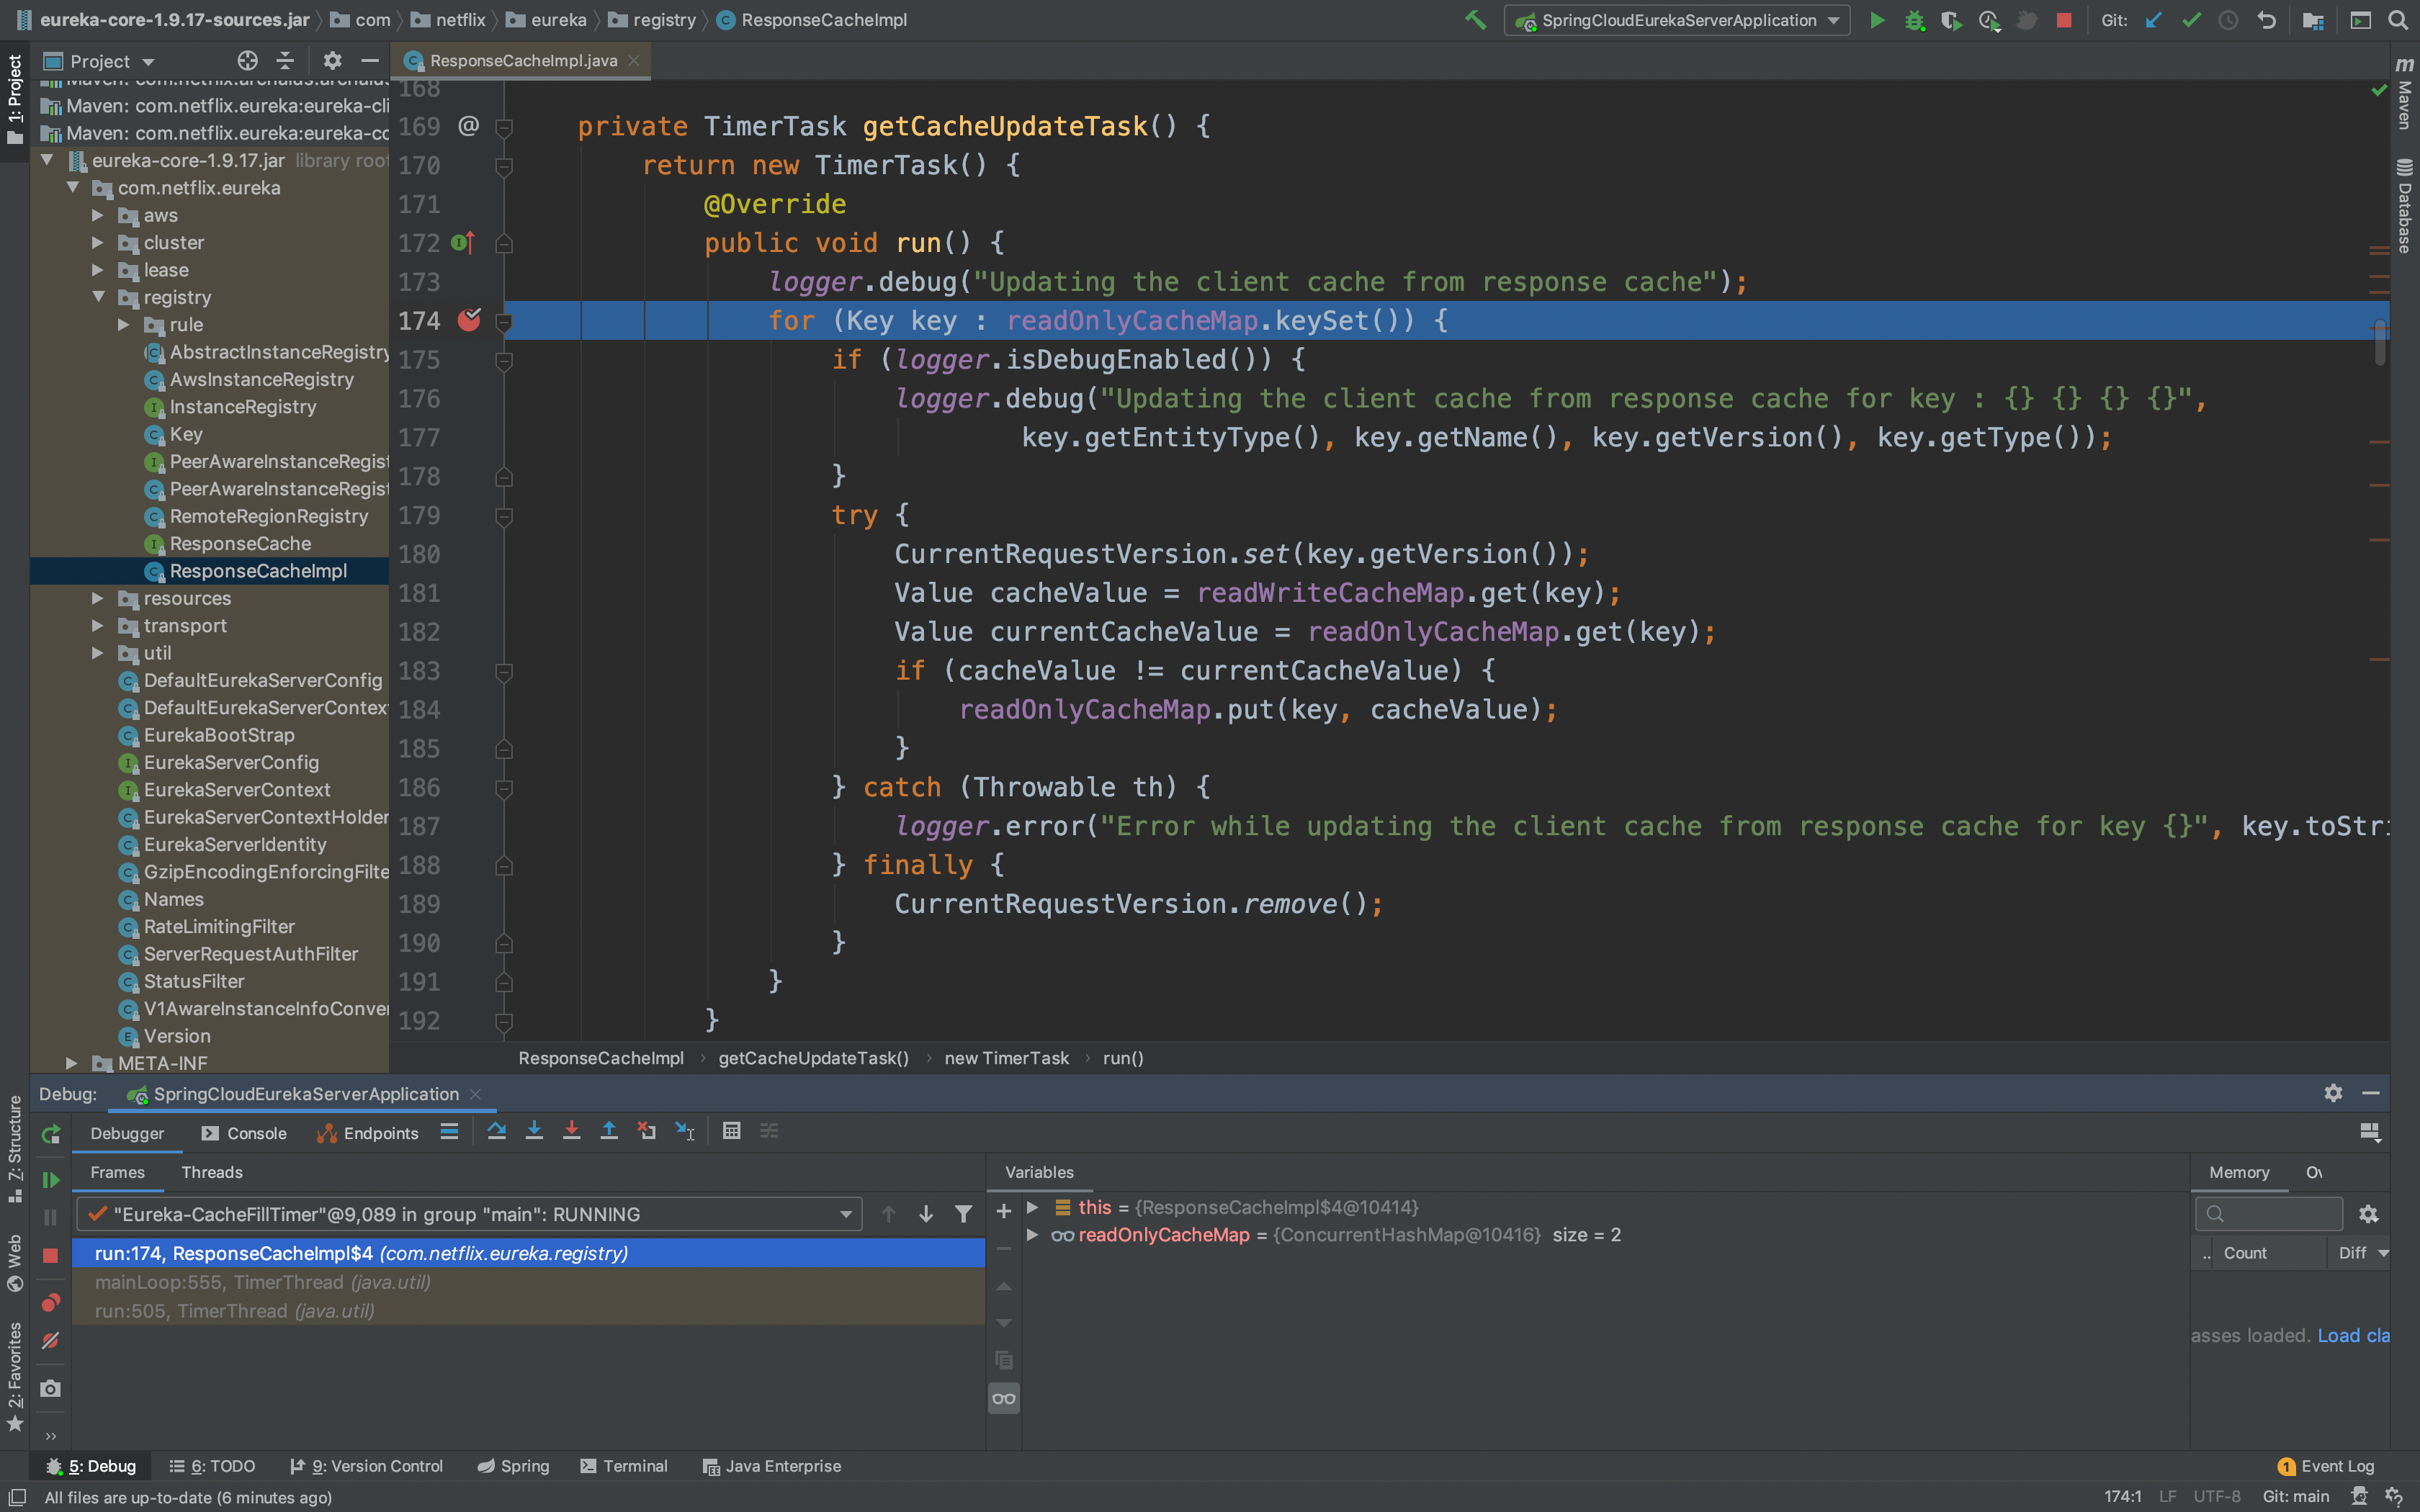 eureka-core-1.9.17-sources.jar com netflix eureka registry ResponseCacheImpl
SpringCloudEurekaServerApplication Git:
1: Project
Project
Maven: com.netflix.eureka:eureka-cli
Maven: com.netflix.eureka:eureka-co
eureka-core-1.9.17.jar library root
com.netflix.eureka
aws
cluster
lease
registry
rule
AbstractInstanceRegistry
AwsInstanceRegistry
InstanceRegistry
Key
PeerAwareInstanceRegist
PeerAwareInstanceRegist
RemoteRegionRegistry
ResponseCache
ResponseCacheImpl
resources
transport
util
DefaultEurekaServerConfig
DefaultEurekaServerContex
EurekaBootStrap
EurekaServerConfig
EurekaServerContext
EurekaServerContextHolder
EurekaServerIdentity
GzipEncodingEnforcingFilte
Names
RateLimitingFilter
ServerRequestAuthFilter
StatusFilter
V1AwareInstanceInfoConver
Version
META-INF
ResponseCacheImpl.java
168
169 @ private TimerTask getCacheUpdateTask() {
170 return new TimerTask() {
171 @Override
172 public void run() {
173 logger.debug("Updating the client cache from response cache");
174 for (Key key : readOnlyCacheMap.keySet()) {
175 if (logger.isDebugEnabled()) {
176 logger.debug("Updating the client cache from response cache for key : {} {} {} {}",
177 key.getEntityType(), key.getName(), key.getVersion(), key.getType());
178 }
179 try {
180 CurrentRequestVersion.set(key.getVersion());
181 Value cacheValue = readWriteCacheMap.get(key);
182 Value currentCacheValue = readOnlyCacheMap.get(key);
183 if (cacheValue != currentCacheValue) {
184 readOnlyCacheMap.put(key, cacheValue);
185 }
186 } catch (Throwable th) {
187 logger.error("Error while updating the client cache from response cache for key {}", key.toStri
188 } finally {
189 CurrentRequestVersion.remove();
190 }
191 }
192 }
ResponseCacheImpl getCacheUpdateTask() new TimerTask run()
Maven
Database
Debug: SpringCloudEurekaServerApplication
Debugger Console Endpoints
Frames Threads
"Eureka-CacheFillTimer"@9,089 in group "main": RUNNING
run:174, ResponseCacheImpl$4 (com.netflix.eureka.registry)
mainLoop:555, TimerThread (java.util)
run:505, TimerThread (java.util)
Variables
this = {ResponseCacheImpl$4@10414}
readOnlyCacheMap = {ConcurrentHashMap@10416} size = 2
Memory
.. Count Diff
asses loaded. Load cla
Z: Structure
Web
2: Favorites
5: Debug 6: TODO 9: Version Control Spring Terminal Java Enterprise
1 Event Log
All files are up-to-date (6 minutes ago)
174:1 LF UTF-8 Git: main